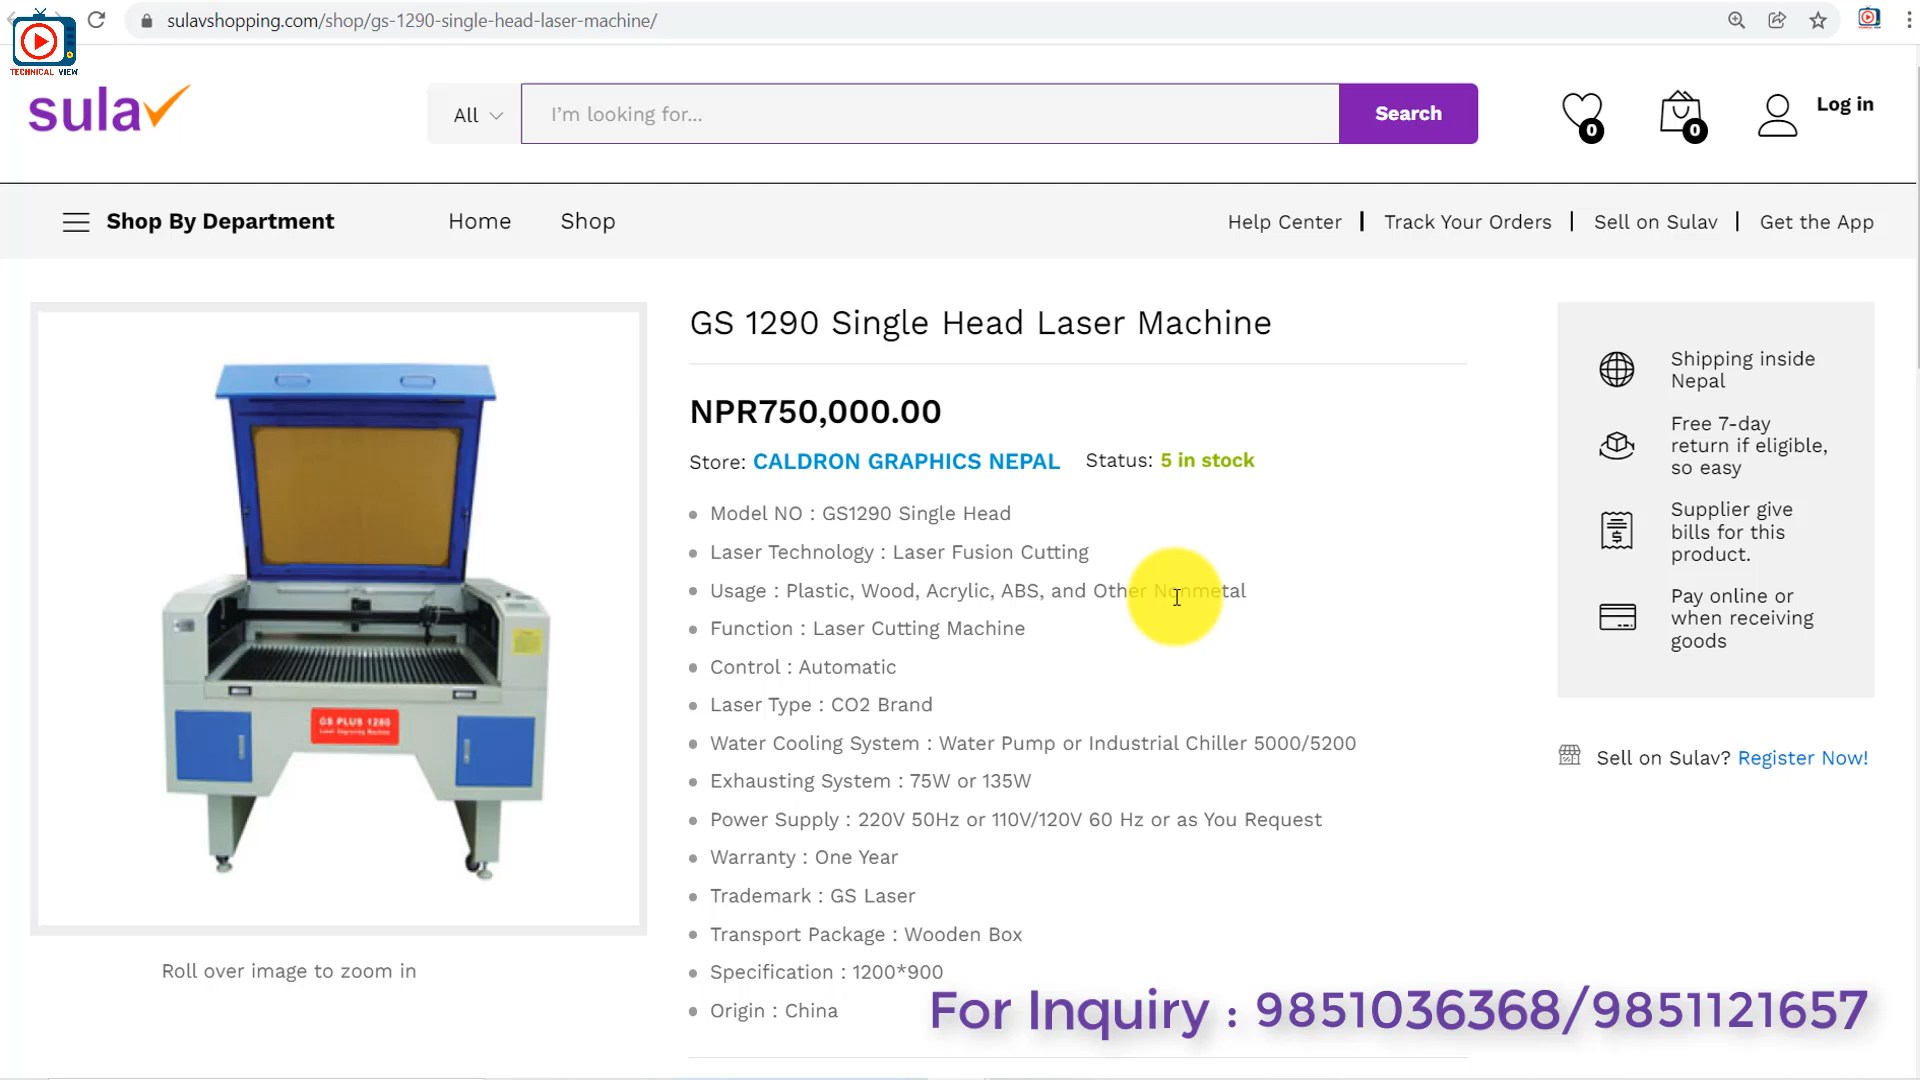 sulavshopping.com/shop/gs-1290-single-head-laser-machine/
TECHNICAL VIEW
sulav
All
I'm looking for...
Search
0
0
Log in
Shop By Department
Home
Shop
Help Center
Track Your Orders
Sell on Sulav
Get the App
GS 1290 Single Head Laser Machine
NPR750,000.00
Store: CALDRON GRAPHICS NEPAL
Status: 5 in stock
Model NO : GS1290 Single Head
Laser Technology : Laser Fusion Cutting
Usage : Plastic, Wood, Acrylic, ABS, and Other Nonmetal
Function : Laser Cutting Machine
Control : Automatic
Laser Type : CO2 Brand
Water Cooling System : Water Pump or Industrial Chiller 5000/5200
Exhausting System : 75W or 135W
Power Supply : 220V 50Hz or 110V/120V 60 Hz or as You Request
Warranty : One Year
Trademark : GS Laser
Transport Package : Wooden Box
Specification : 1200*900
Origin : China
GS PLUS 1280
Laser Engraving Machine
Roll over image to zoom in
Shipping inside
Nepal
Free 7-day
return if eligible,
so easy
Supplier give
bills for this
product.
Pay online or
when receiving
goods
Sell on Sulav? Register Now!
For Inquiry : 9851036368/9851121657